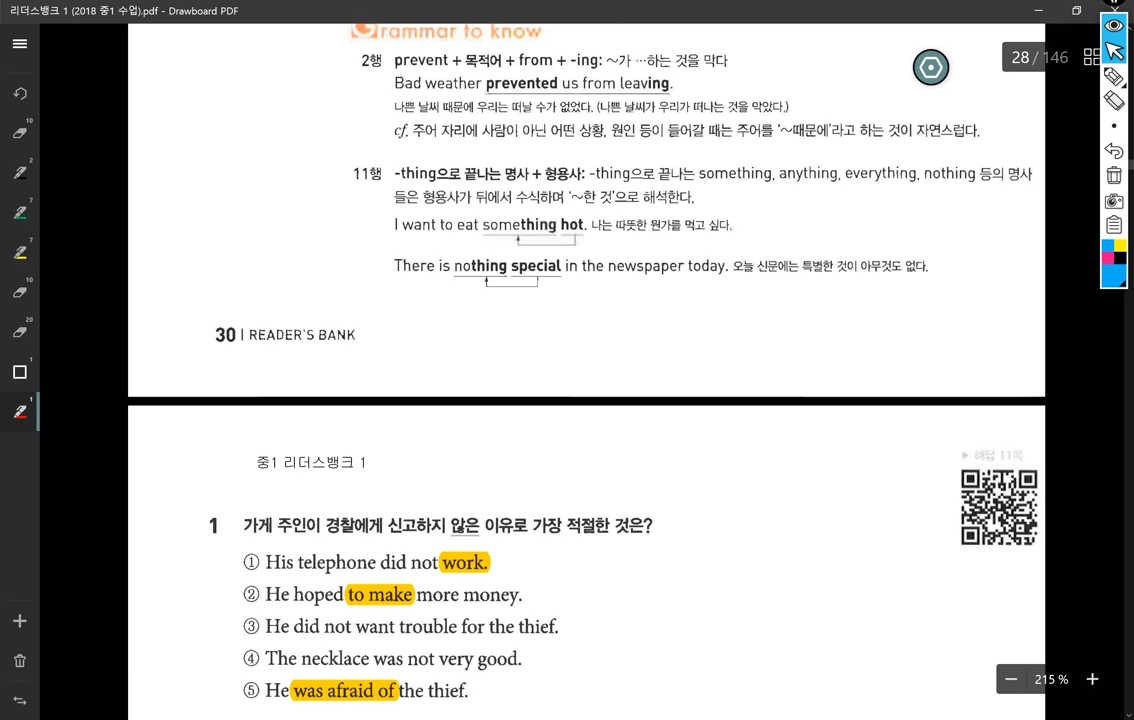 리더스뱅크 1 (2018 중1 수업).pdf - Drawboard PDF
Grammar to know
28 / 146
2행 prevent + 목적어 + from + -ing: ~가 …하는 것을 막다
Bad weather prevented us from leaving.
나쁜 날씨 때문에 우리는 떠날 수가 없었다. (나쁜 날씨가 우리가 떠나는 것을 막았다.)
cf. 주어 자리에 사람이 아닌 어떤 상황, 원인 등이 들어갈 때는 주어를 '~때문에'라고 하는 것이 자연스럽다.
11행 -thing으로 끝나는 명사 + 형용사: -thing으로 끝나는 something, anything, everything, nothing 등의 명사
들은 형용사가 뒤에서 수식하며 '~한 것'으로 해석한다.
I want to eat something hot. 나는 따뜻한 뭔가를 먹고 싶다.
There is nothing special in the newspaper today. 오늘 신문에는 특별한 것이 아무것도 없다.
30 | READER'S BANK
중1 리더스뱅크 1
▶ 해답 11쪽
1 가게 주인이 경찰에게 신고하지 않은 이유로 가장 적절한 것은?
① His telephone did not work.
② He hoped to make more money.
③ He did not want trouble for the thief.
④ The necklace was not very good.
⑤ He was afraid of the thief.
215 %
10
2
7
7
10
20
1
1